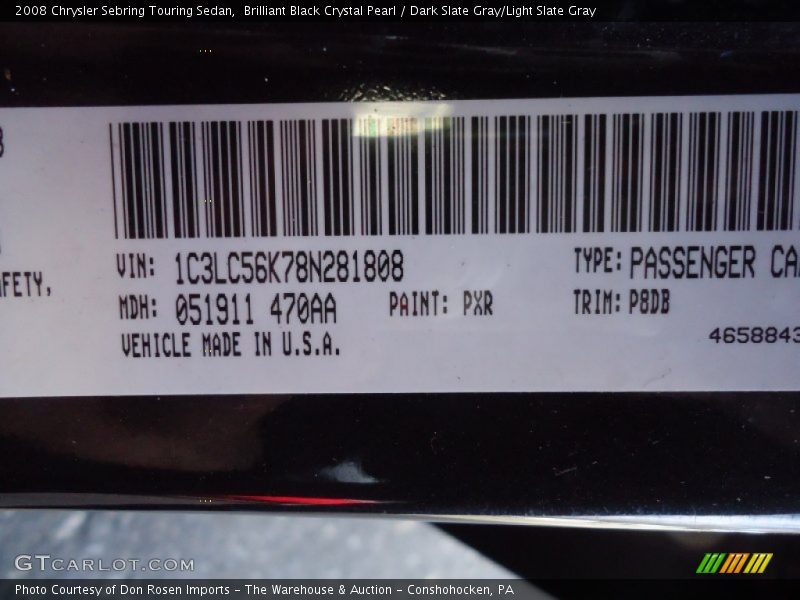 2008 Chrysler Sebring Touring Sedan,  Brilliant Black Crystal Pearl / Dark Slate Gray/Light Slate Gray
AFETY,
VIN: 1C3LC56K78N281808
TYPE: PASSENGER CA
MDH: 051911 470AA
PAINT: PXR
TRIM: P8DB
VEHICLE MADE IN U.S.A.
4658843
GTCARLOT.COM
Photo Courtesy of Don Rosen Imports - The Warehouse & Auction - Conshohocken, PA